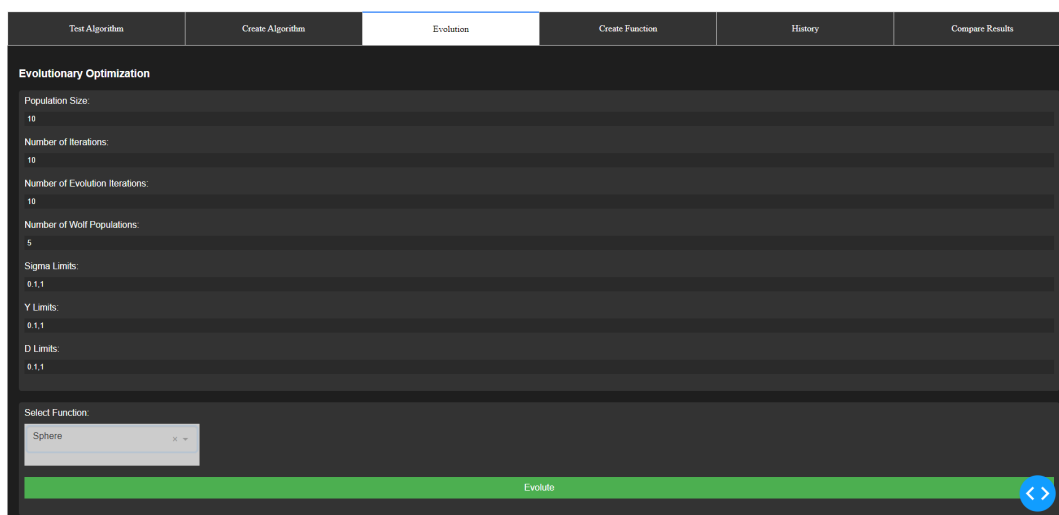 Test Algorithm
Create Algorithm
Evolution
Create Function
History
Compare Results
Evolutionary Optimization
Population Size:
10
Number of Iterations:
10
Number of Evolution Iterations:
10
Number of Wolf Populations:
5
Sigma Limits:
0.1,1
Y Limits:
0.1,1
D Limits:
0.1,1
Select Function:
Sphere
Evolute